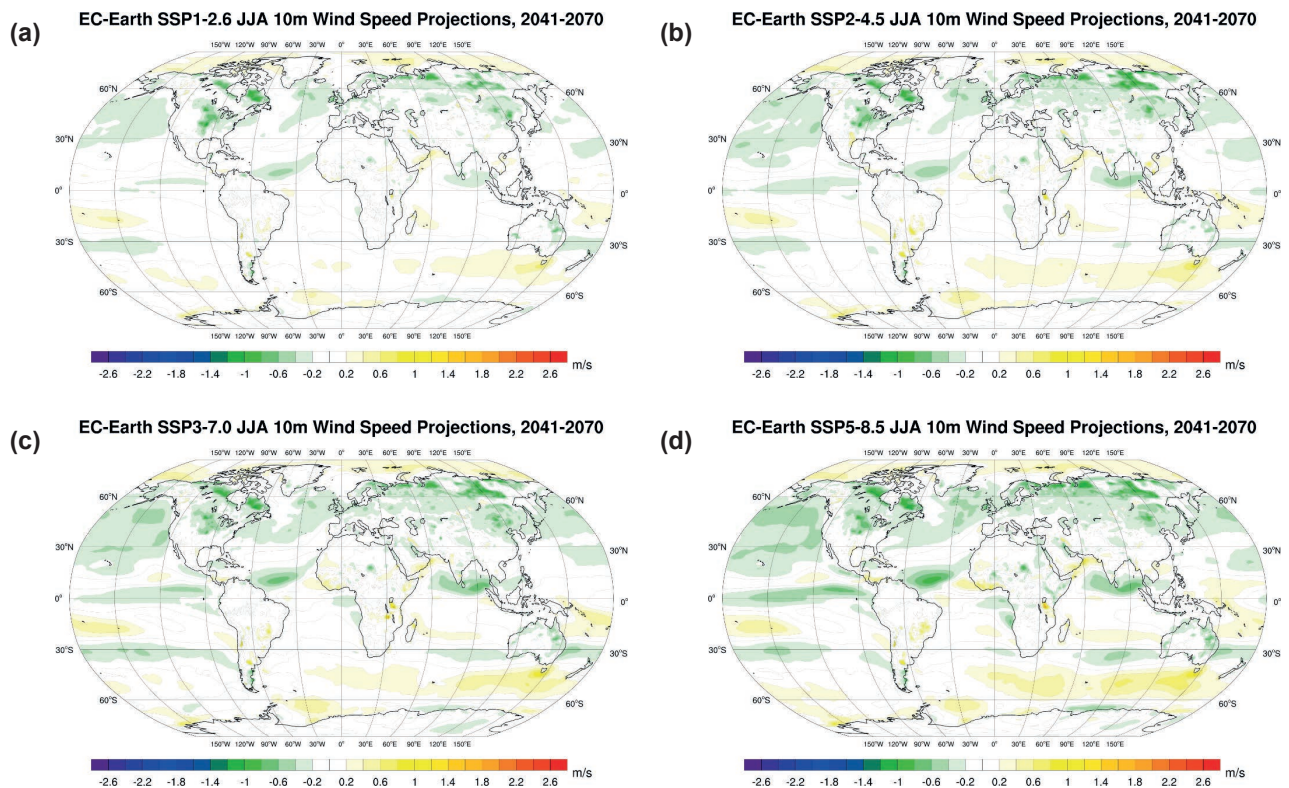 (a)
EC-Earth SSP1-2.6 JJA 10m Wind Speed Projections, 2041-2070
150°W 120°W 90°W 60°W 30°W 0° 30°E 60°E 90°E 120°E 150°E
60°N 60°N
30°N 30°N
0° 0°
30°S 30°S
60°S 60°S
150°W 120°W 90°W 60°W 30°W 0° 30°E 60°E 90°E 120°E 150°E
-2.6 -2.2 -1.8 -1.4 -1 -0.6 -0.2 0.2 0.6 1 1.4 1.8 2.2 2.6 m/s
(b)
EC-Earth SSP2-4.5 JJA 10m Wind Speed Projections, 2041-2070
150°W 120°W 90°W 60°W 30°W 0° 30°E 60°E 90°E 120°E 150°E
60°N 60°N
30°N 30°N
0° 0°
30°S 30°S
60°S 60°S
150°W 120°W 90°W 60°W 30°W 0° 30°E 60°E 90°E 120°E 150°E
-2.6 -2.2 -1.8 -1.4 -1 -0.6 -0.2 0.2 0.6 1 1.4 1.8 2.2 2.6 m/s
(c)
EC-Earth SSP3-7.0 JJA 10m Wind Speed Projections, 2041-2070
150°W 120°W 90°W 60°W 30°W 0° 30°E 60°E 90°E 120°E 150°E
60°N 60°N
30°N 30°N
0° 0°
30°S 30°S
60°S 60°S
150°W 120°W 90°W 60°W 30°W 0° 30°E 60°E 90°E 120°E 150°E
-2.6 -2.2 -1.8 -1.4 -1 -0.6 -0.2 0.2 0.6 1 1.4 1.8 2.2 2.6 m/s
(d)
EC-Earth SSP5-8.5 JJA 10m Wind Speed Projections, 2041-2070
150°W 120°W 90°W 60°W 30°W 0° 30°E 60°E 90°E 120°E 150°E
60°N 60°N
30°N 30°N
0° 0°
30°S 30°S
60°S 60°S
150°W 120°W 90°W 60°W 30°W 0° 30°E 60°E 90°E 120°E 150°E
-2.6 -2.2 -1.8 -1.4 -1 -0.6 -0.2 0.2 0.6 1 1.4 1.8 2.2 2.6 m/s